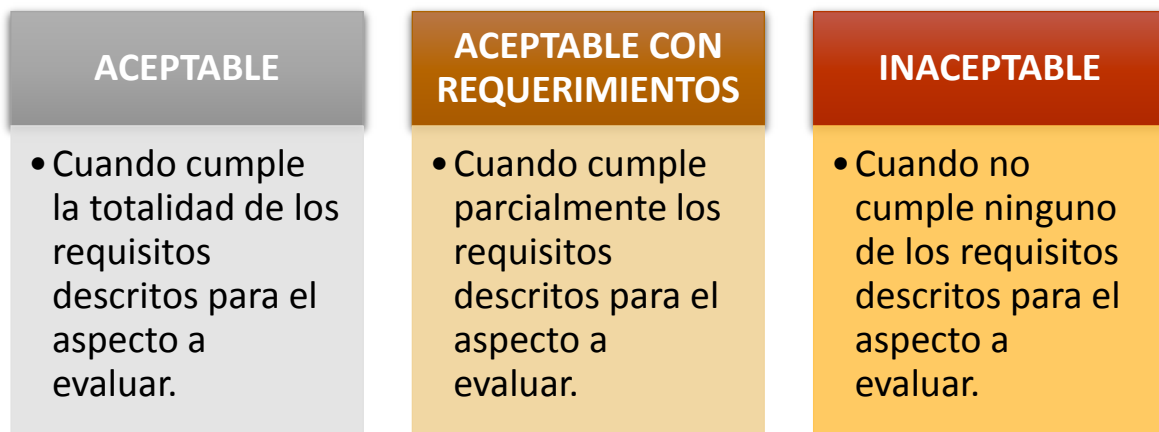 ACEPTABLE
• Cuando cumple
la totalidad de los
requisitos
descritos para el
aspecto a
evaluar.
ACEPTABLE CON
REQUERIMIENTOS
• Cuando cumple
parcialmente los
requisitos
descritos para el
aspecto a
evaluar.
INACEPTABLE
• Cuando no
cumple ninguno
de los requisitos
descritos para el
aspecto a
evaluar.